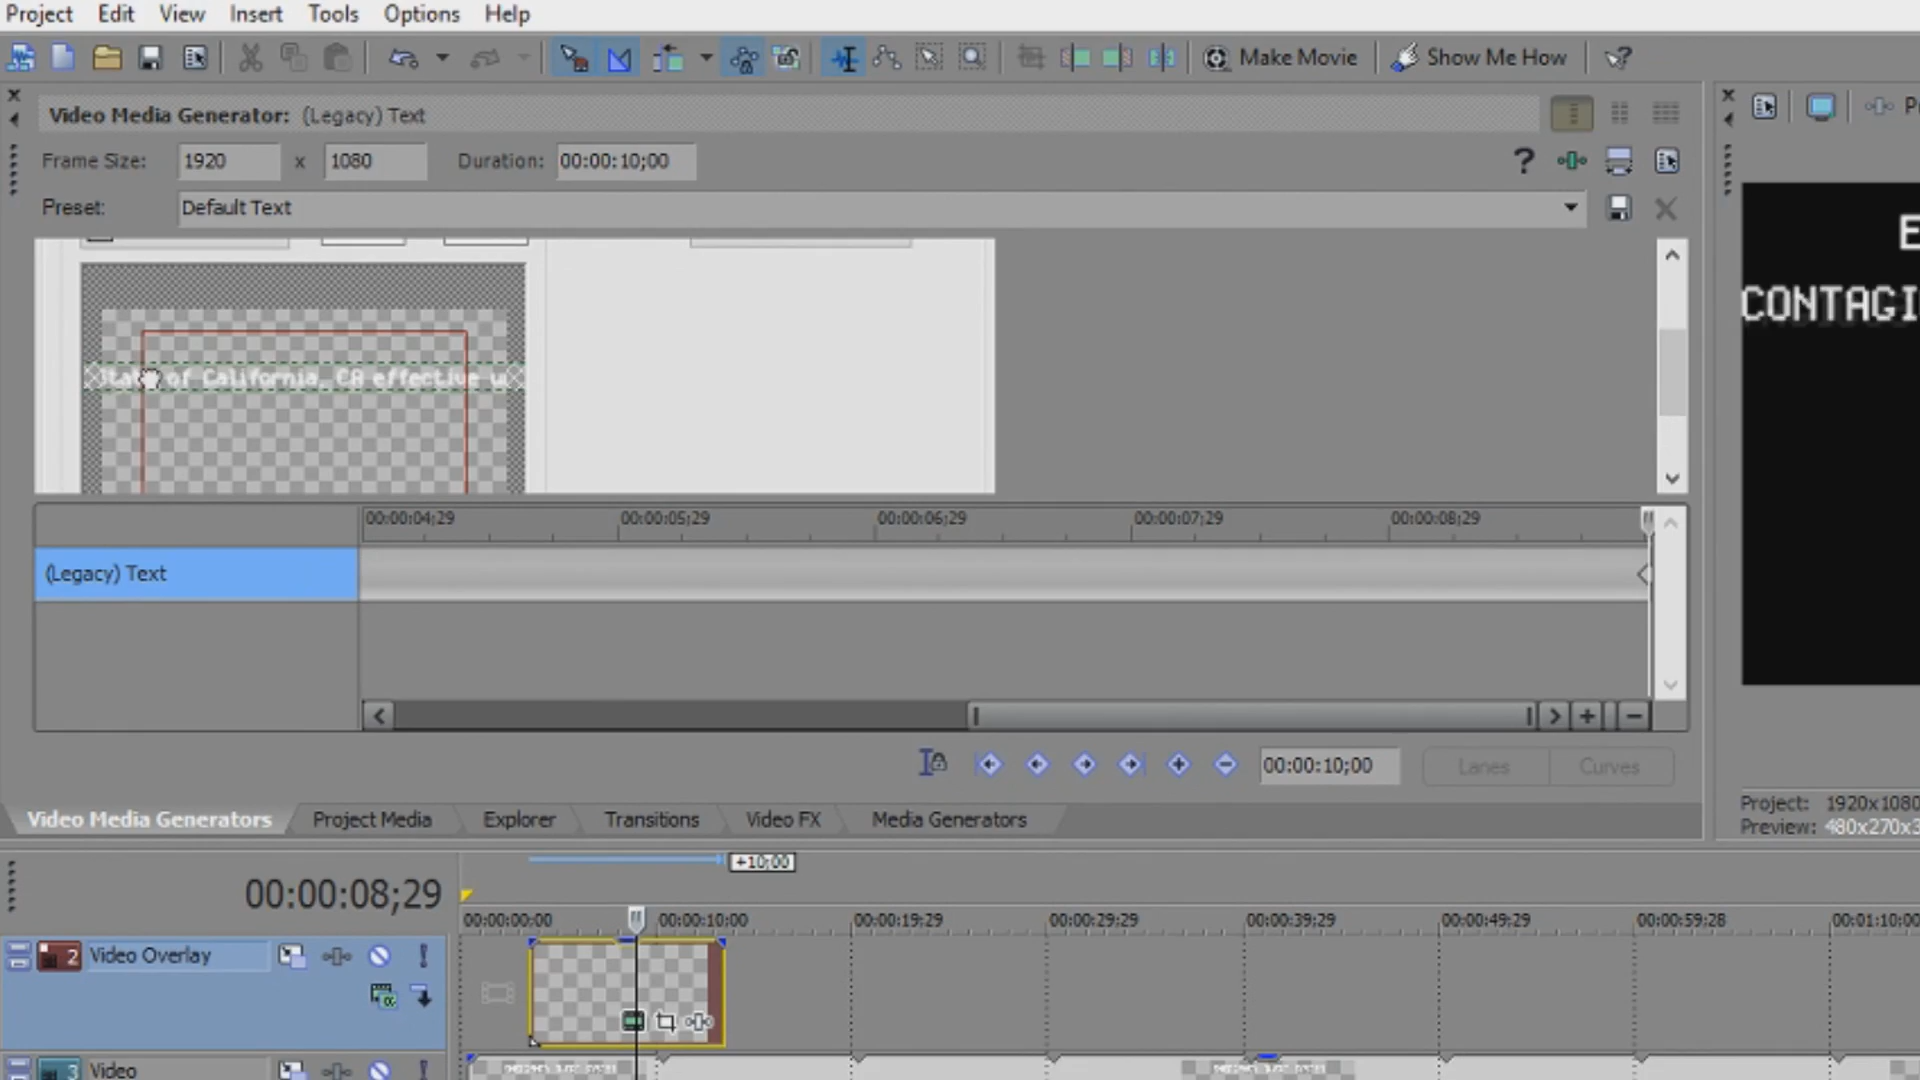 Project Edit View Insert Tools Options Help
Make Movie Show Me How
Video Media Generator: (Legacy) Text
Frame Size: 1920 x 1080 Duration: 00:00:10;00
Preset: Default Text
E
CONTAGI
State of California, CA effective u
00:00:04;29 00:00:05;29 00:00:06;29 00:00:07;29 00:00:08;29
(Legacy) Text
00:00:10;00 Lanes Curves
Project: 1920x1080
Preview: 480x270x3
Video Media Generators Project Media Explorer Transitions Video FX Media Generators
+10;00
00:00:08;29
00:00:00;00 00:00:10;00 00:00:19;29 00:00:29;29 00:00:39;29 00:00:49;29 00:00:59;28 00:01:10;00
2 Video Overlay
3 Video